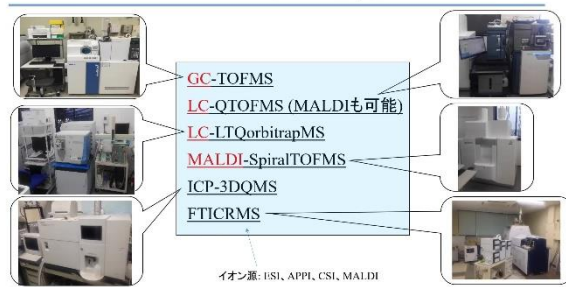 GC-TOFMS
LC-QTOFMS (MALDIも可能)
LC-LTQorbitrapMS
MALDI-SpiralTOFMS
ICP-3DQMS
FTICRMS
イオン源: ESI、APPI、CSI、MALDI